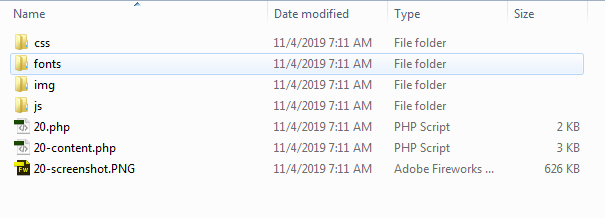 Name Date modified Type Size
css 11/4/2019 7:11 AM File folder
fonts 11/4/2019 7:11 AM File folder
img 11/4/2019 7:11 AM File folder
js 11/4/2019 7:11 AM File folder
20.php 11/4/2019 7:11 AM PHP Script 2 KB
20-content.php 11/4/2019 7:11 AM PHP Script 3 KB
Fw 20-screenshot.PNG 11/4/2019 7:11 AM Adobe Fireworks ... 626 KB